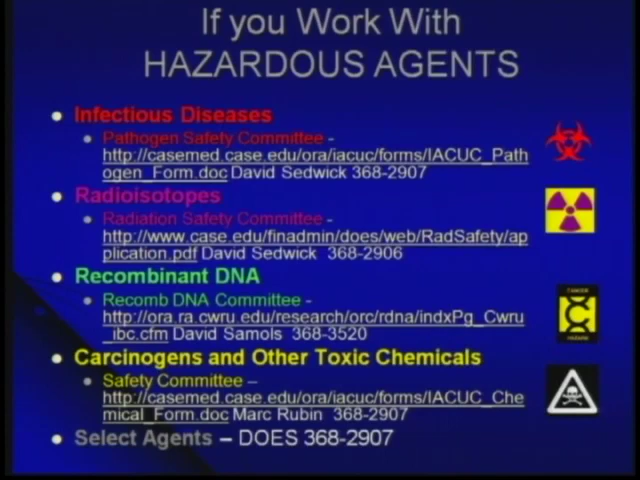 If you Work With
HAZARDOUS AGENTS
Infectious Diseases
Pathogen Safety Committee -
http://casemed.case.edu/ora/iacuc/forms/IACUC_Path
ogen_Form.doc David Sedwick 368-2907
Radioisotopes
Radiation Safety Committee -
http://www.case.edu/finadmin/does/web/RadSafety/ap
plication.pdf David Sedwick 368-2906
Recombinant DNA
Recomb DNA Committee -
http://ora.ra.cwru.edu/research/orc/rdna/indxPg_Cwru
_ibc.cfm David Samols 368-3520
Carcinogens and Other Toxic Chemicals
Safety Committee –
http://casemed.case.edu/ora/iacuc/forms/IACUC_Che
mical_Form.doc Marc Rubin 368-2907
Select Agents – DOES 368-2907